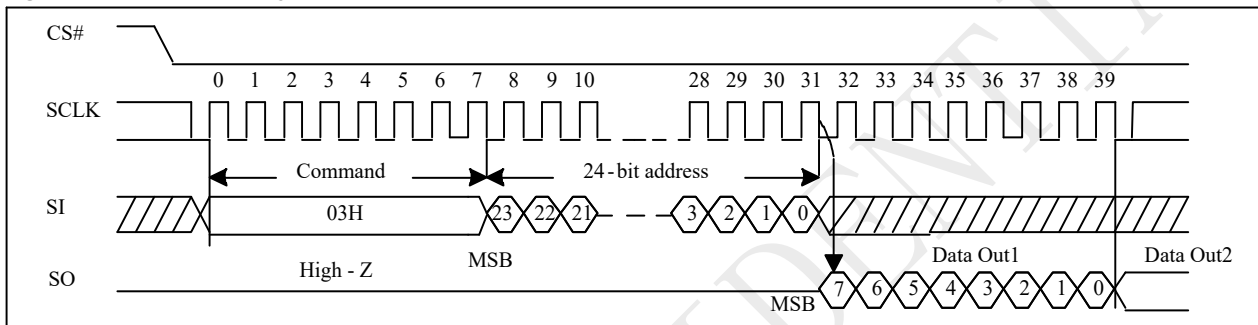 CS#
0 1 2 3 4 5 6 7 8 9 10 28 29 30 31 32 33 34 35 36 37 38 39
SCLK
Command 24-bit address
SI 03H 23 22 21 3 2 1 0
High - Z MSB Data Out1 Data Out2
SO 7 6 5 4 3 2 1 0
MSB